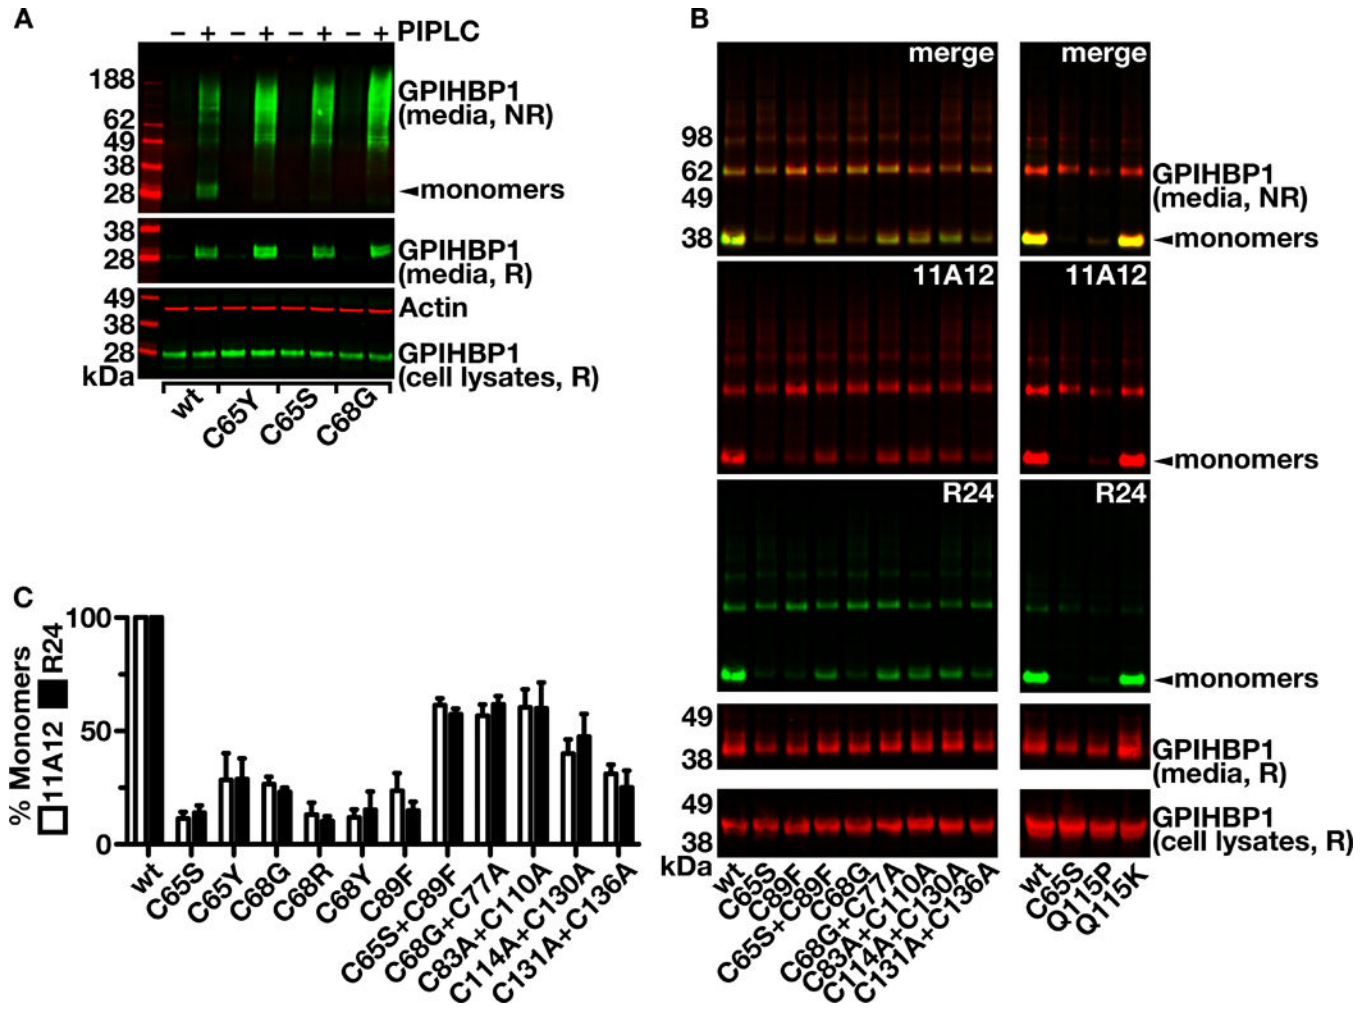 A
− + − + − + − + PIPLC
188
62
49
38
28
GPIHBP1
(media, NR)
◄monomers
38
28
GPIHBP1
(media, R)
49
38
28
kDa
Actin
GPIHBP1
(cell lysates, R)
wt
C65Y
C65S
C68G
B
merge
merge
98
62
49
38
GPIHBP1
(media, NR)
◄monomers
11A12
11A12
◄monomers
R24
R24
◄monomers
49
38
GPIHBP1
(media, R)
49
38
kDa
GPIHBP1
(cell lysates, R)
wt
C65S
C89F
C65S+C89F
C68G
C68G+C77A
C83A+C110A
C114A+C130A
C131A+C136A
wt
C65S
Q115P
Q115K
C
% Monomers
11A12 R24
100
50
0
wt
C65S
C65Y
C68G
C68R
C68Y
C89F
C65S+C89F
C68G+C77A
C83A+C110A
C114A+C130A
C131A+C136A